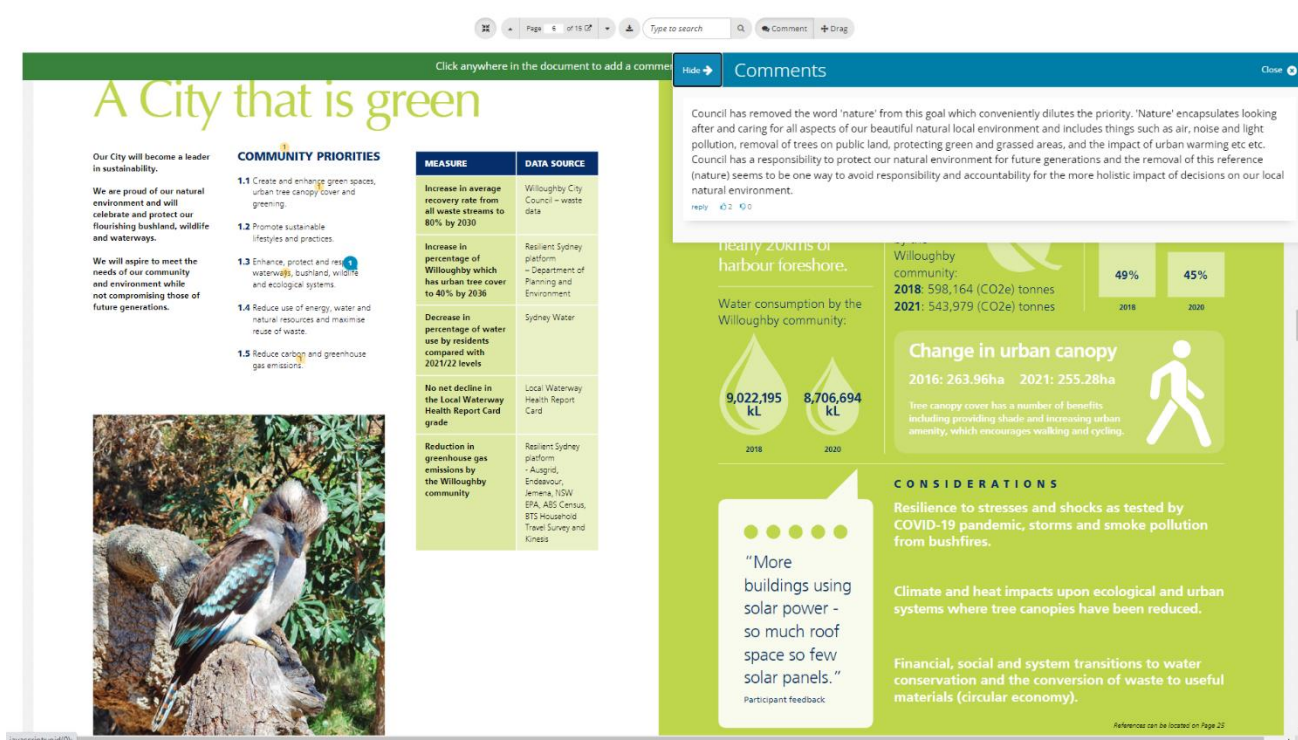 Page 6 of 15
Type to search
Comment
Drag
Click anywhere in the document to add a comme
Hide
Comments
Close
Council has removed the word 'nature' from this goal which conveniently dilutes the priority. 'Nature' encapsulates looking
after and caring for all aspects of our beautiful natural local environment and includes things such as air, noise and light
pollution, removal of trees on public land, protecting green and grassed areas, and the impact of urban warming etc etc.
Council has a responsibility to protect our natural environment for future generations and the removal of this reference
(nature) seems to be one way to avoid responsibility and accountability for the more holistic impact of decisions on our local
natural environment.
reply 2 0
A City that is green
Our City will become a leader
in sustainability.
We are proud of our natural
environment and will
celebrate and protect our
flourishing bushland, wildlife
and waterways.
We will aspire to meet the
needs of our community
and environment while
not compromising those of
future generations.
COMMUNITY PRIORITIES
1
1.1 Create and enhance green spaces,
urban tree canopy cover and
greening.
1.2 Promote sustainable
lifestyles and practices.
1.3 Enhance, protect and
1
waterways, bushland, wildlife
and ecological systems.
1.4 Reduce use of energy, water and
natural resources and maximise
reuse of waste.
1.5 Reduce carbon and greenhouse
gas emissions.
1
MEASURE DATA SOURCE
Increase in average
recovery rate from
all waste streams to
80% by 2030
Willoughby City
Council – waste
data
Increase in
percentage of
Willoughby which
has urban tree cover
to 40% by 2036
Resilient Sydney
platform
– Department of
Planning and
Environment
Decrease in
percentage of water
use by residents
compared with
2021/22 levels
Sydney Water
No net decline in
the Local Waterway
Health Report Card
grade
Local Waterway
Health Report
Card
Reduction in
greenhouse gas
emissions by
the Willoughby
community
Resilient Sydney
platform
- Ausgrid,
Endeavour,
Jemena, NSW
EPA, ABS Census,
BTS Household
Travel Survey and
Kinesis
nearly 20kms of
harbour foreshore.
Water consumption by the
Willoughby community:
9,022,195
kL
2018
8,706,694
kL
2020
by the
Willoughby
community:
2018: 598,164 (CO2e) tonnes
2021: 543,979 (CO2e) tonnes
49%
2018
45%
2020
Change in urban canopy
2016: 263.96ha 2021: 255.28ha
Tree canopy cover has a number of benefits
including providing shade and increasing urban
amenity, which encourages walking and cycling.
"More
buildings using
solar power -
so much roof
space so few
solar panels."
Participant feedback
CONSIDERATIONS
Resilience to stresses and shocks as tested by
COVID-19 pandemic, storms and smoke pollution
from bushfires.
Climate and heat impacts upon ecological and urban
systems where tree canopies have been reduced.
Financial, social and system transitions to water
conservation and the conversion of waste to useful
materials (circular economy).
References can be located on Page 25